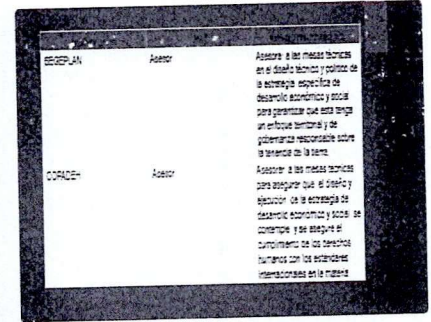 SEGEPLAN Asesor Asesorar a las mesas técnicas
en el diseño técnico y político de
la estrategia específica de
desarrollo económico y social
para garantizar que esta tenga
un enfoque territorial y de
gobernanza responsable sobre
la tenencia de la tierra.
COPADEH Asesor Asesorar a las mesas técnicas
para asegurar que el diseño y
ejecución de la estrategia de
desarrollo económico y social se
contemple y se asegure el
cumplimiento de los derechos
humanos con los estándares
internacionales en la materia